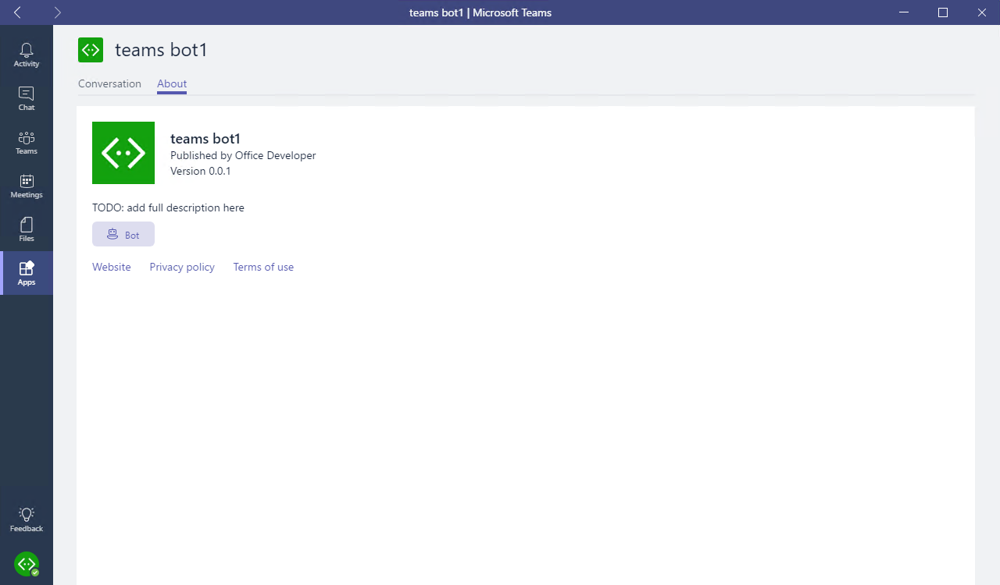 teams bot1 | Microsoft Teams
Activity
Chat
Teams
Meetings
Files
Apps
Feedback
teams bot1
Conversation About
teams bot1
Published by Office Developer
Version 0.0.1
TODO: add full description here
Bot
Website Privacy policy Terms of use